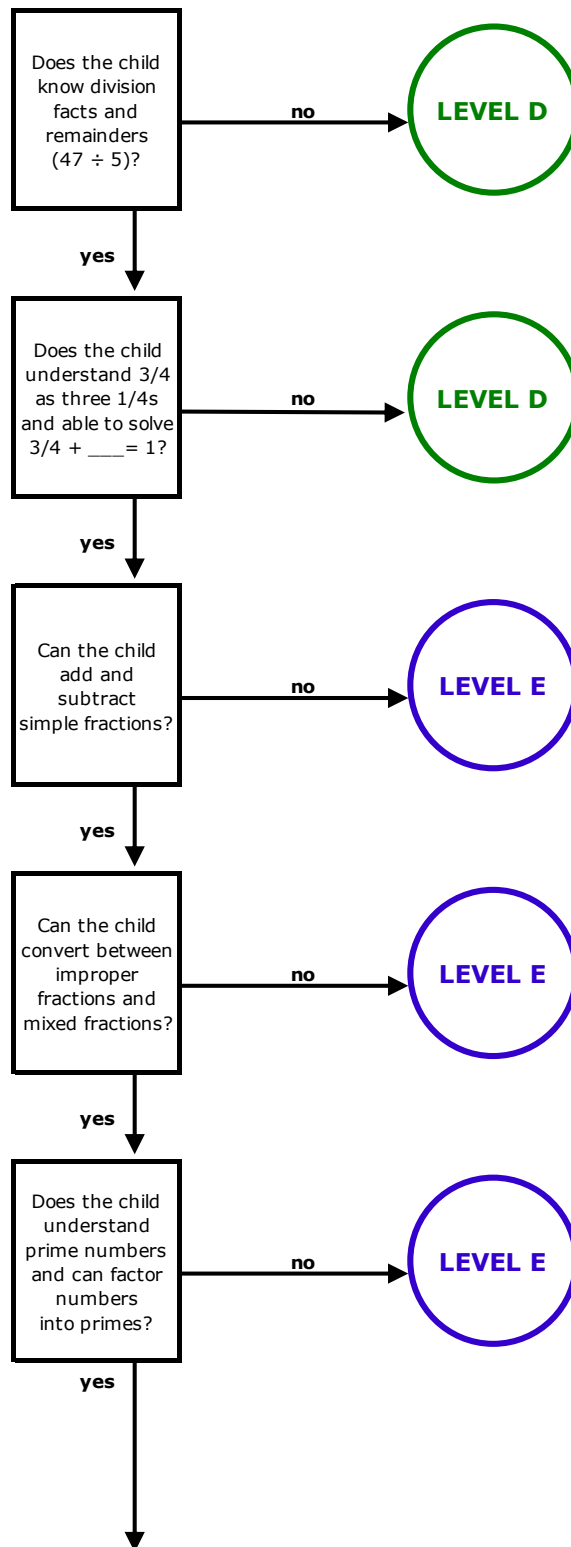 Does the child
know division
facts and
remainders
(47 ÷ 5)?
no
LEVEL D
yes
Does the child
understand 3/4
as three 1/4s
and able to solve
3/4 + ___= 1?
no
LEVEL D
yes
Can the child
add and
subtract
simple fractions?
no
LEVEL E
yes
Can the child
convert between
improper
fractions and
mixed fractions?
no
LEVEL E
yes
Does the child
understand
prime numbers
and can factor
numbers
into primes?
no
LEVEL E
yes